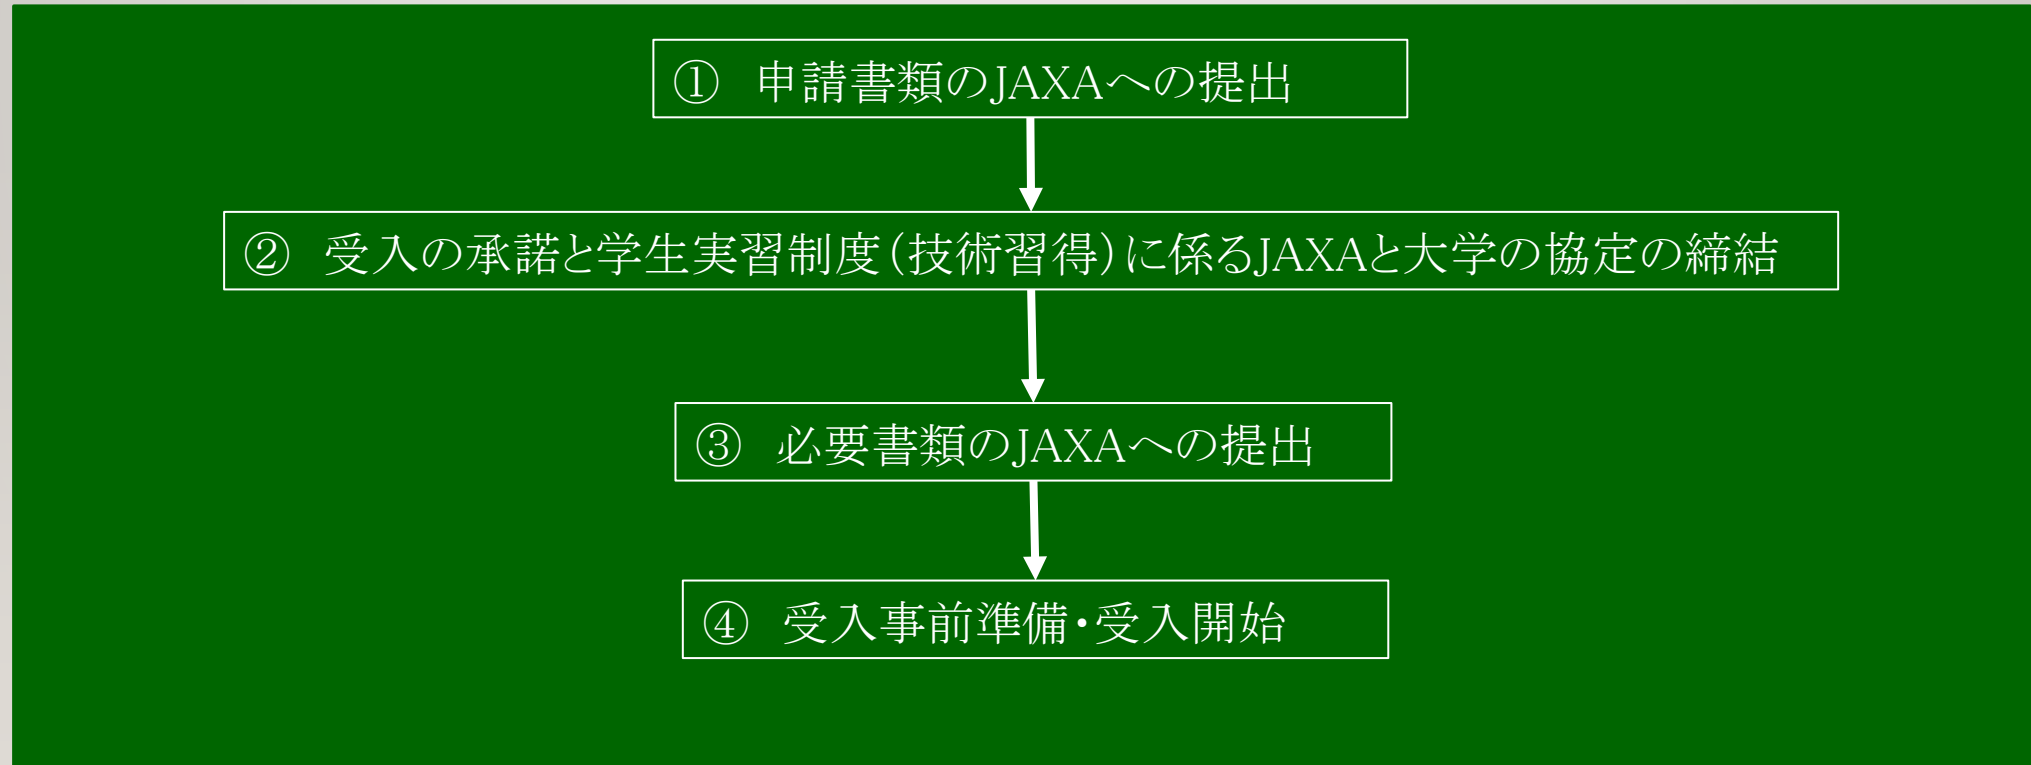 ① 申請書類のJAXAへの提出
② 受入の承諾と学生実習制度(技術習得)に係るJAXAと大学の協定の締結
③ 必要書類のJAXAへの提出
④ 受入事前準備・受入開始